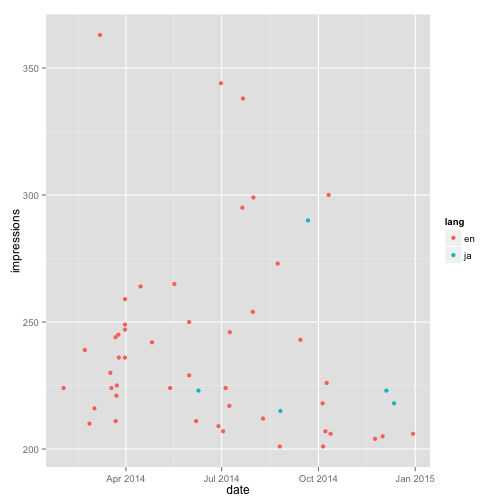 350
300
250
200
impressions
Apr 2014
Jul 2014
Oct 2014
Jan 2015
date
lang
en
ja